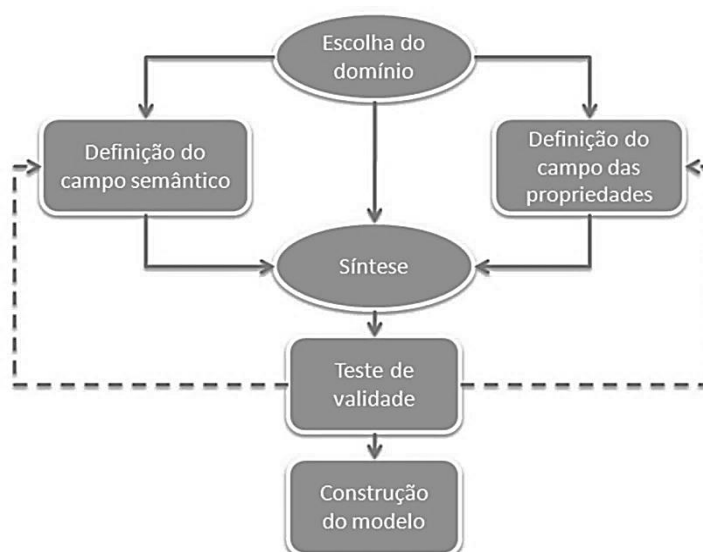 Escolha do
domínio
Definição do
campo semântico
Definição do
campo das
propriedades
Síntese
Teste de
validade
Construção
do modelo